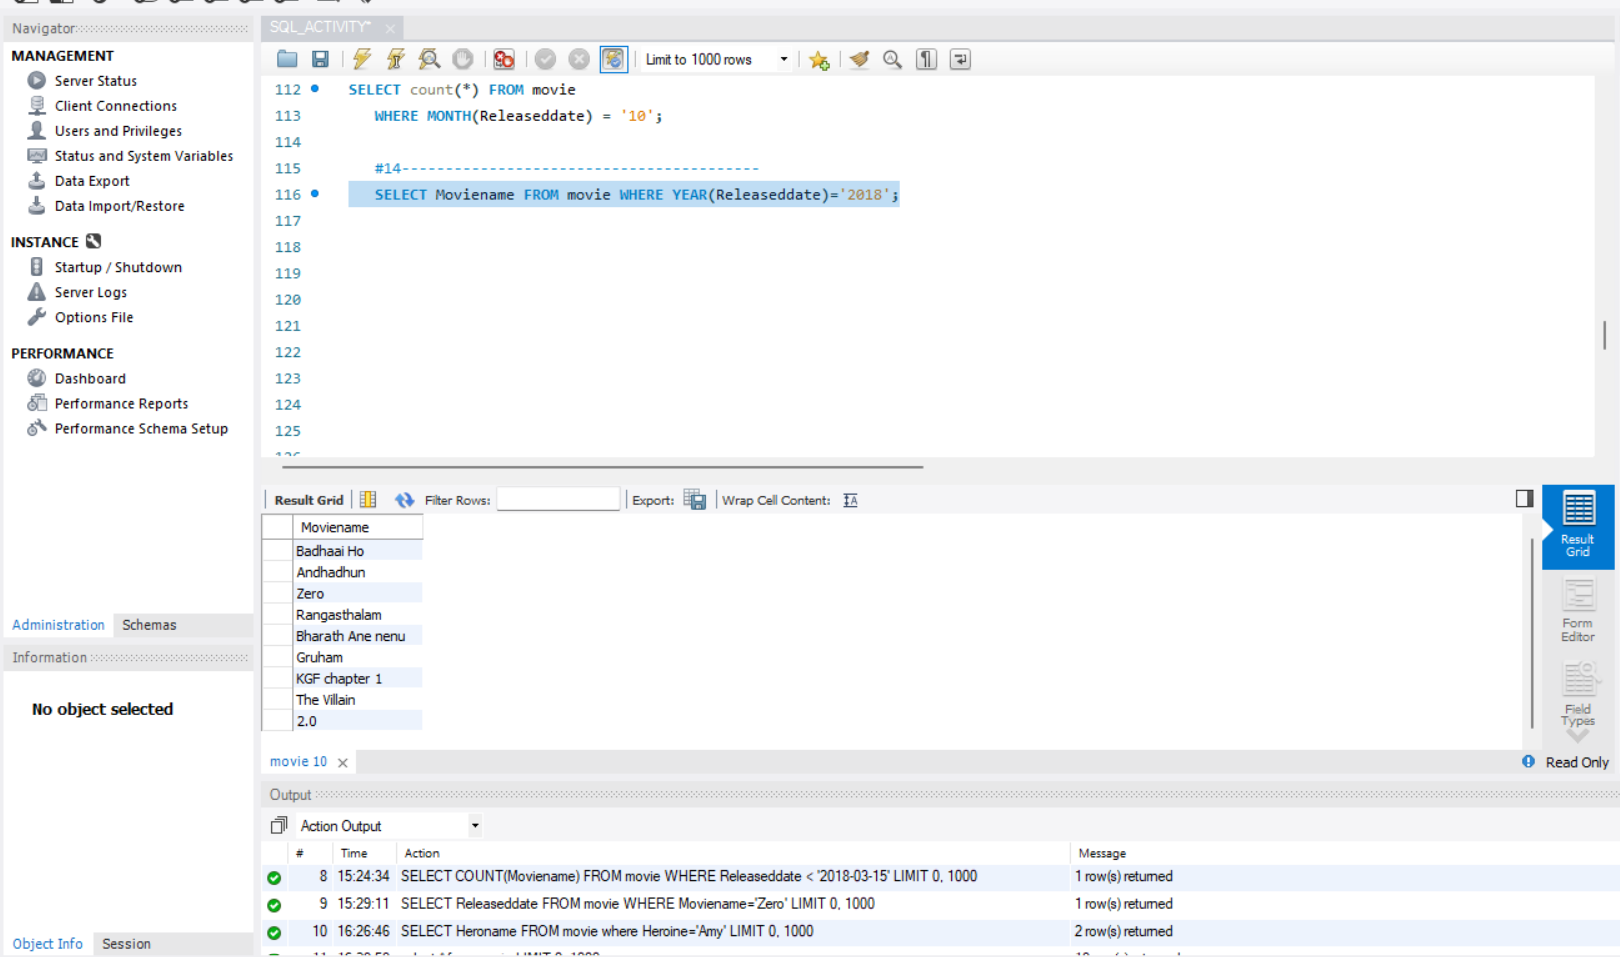 Navigator
MANAGEMENT
Server Status
Client Connections
Users and Privileges
Status and System Variables
Data Export
Data Import/Restore
INSTANCE
Startup / Shutdown
Server Logs
Options File
PERFORMANCE
Dashboard
Performance Reports
Performance Schema Setup
Administration Schemas
Information
No object selected
Object Info Session
SQL_ACTIVITY*
Limit to 1000 rows
112 SELECT count(*) FROM movie
113 WHERE MONTH(Releaseddate) = '10';
114
115 #14-----------------------------------------
116 SELECT Moviename FROM movie WHERE YEAR(Releaseddate)='2018';
117
118
119
120
121
122
123
124
125
126
Result Grid Filter Rows: Export: Wrap Cell Content:
Moviename
Badhaai Ho
Andhadhun
Zero
Rangasthalam
Bharath Ane nenu
Gruham
KGF chapter 1
The Villain
2.0
Result
Grid
Form
Editor
Field
Types
movie 10
Read Only
Output
Action Output
# Time Action Message
8 15:24:34 SELECT COUNT(Moviename) FROM movie WHERE Releaseddate < '2018-03-15' LIMIT 0, 1000 1 row(s) returned
9 15:29:11 SELECT Releaseddate FROM movie WHERE Moviename='Zero' LIMIT 0, 1000 1 row(s) returned
10 16:26:46 SELECT Heroname FROM movie where Heroine='Amy' LIMIT 0, 1000 2 row(s) returned